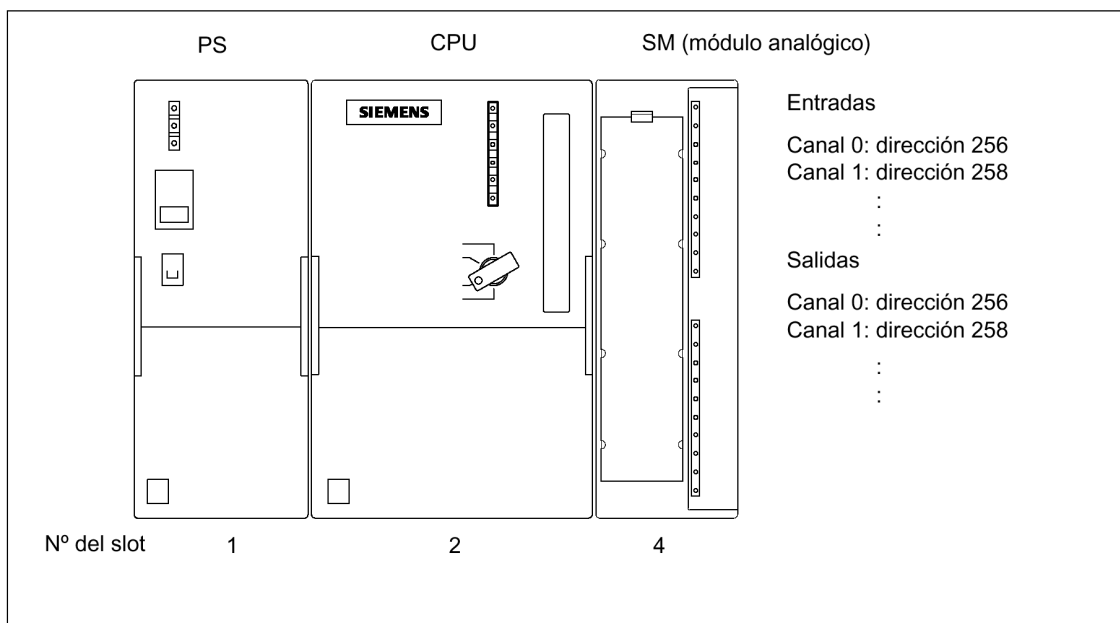 PS
CPU
SM (módulo analógico)
SIEMENS
Entradas
Canal 0: dirección 256
Canal 1: dirección 258
:
:
Salidas
Canal 0: dirección 256
Canal 1: dirección 258
:
:
Nº del slot 1 2 4